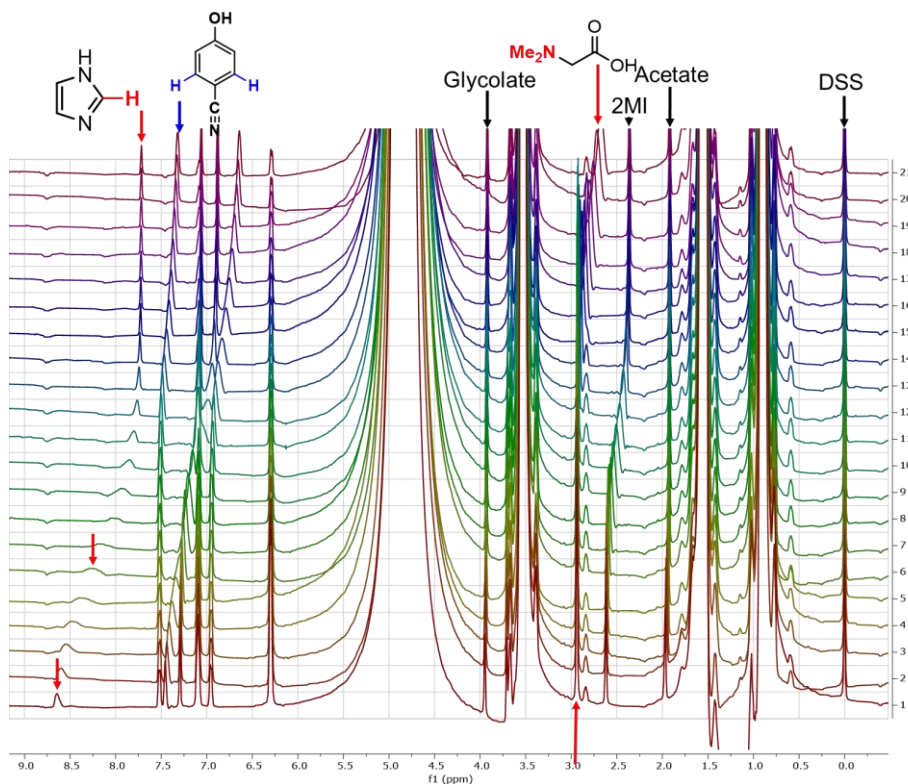 OH
H
N
N
H
H
H
C
N
Me₂N
O
OH
Glycolate
Acetate
2MI
DSS
21
20
19
18
17
16
15
14
13
12
11
10
9
8
7
6
5
4
3
2
1
9.0 8.5 8.0 7.5 7.0 6.5 6.0 5.5 5.0 4.5 4.0 3.5 3.0 2.5 2.0 1.5 1.0 0.5 0.0
f1 (ppm)